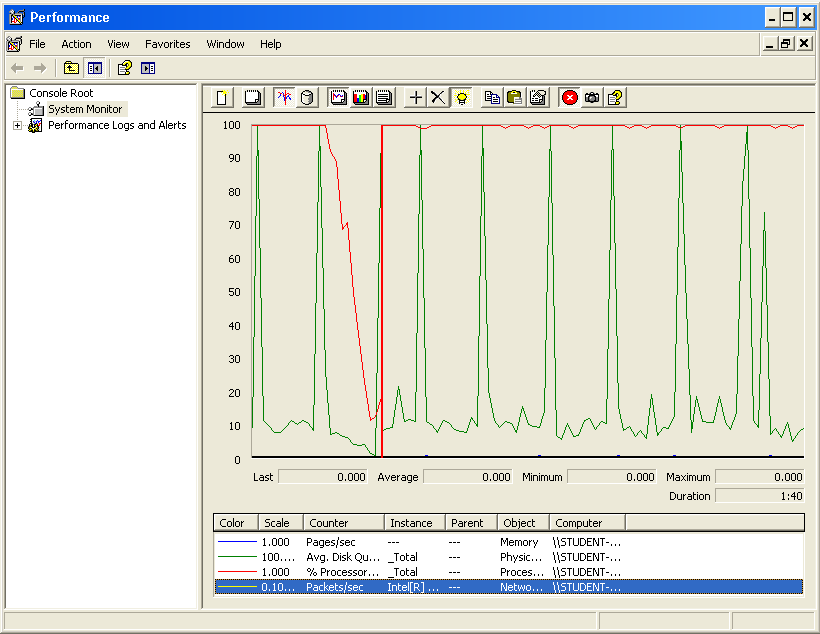 Performance
File Action View Favorites Window Help
Console Root
System Monitor
Performance Logs and Alerts
100
90
80
70
60
50
40
30
20
10
0
Last 0.000 Average 0.000 Minimum 0.000 Maximum 0.000
Duration 1:40
Color Scale Counter Instance Parent Object Computer
1.000 Pages/sec --- --- Memory \\STUDENT-...
100.... Avg. Disk Qu... _Total --- Physic... \\STUDENT-...
1.000 % Processor... _Total --- Proces... \\STUDENT-...
0.10... Packets/sec Intel[R] ... --- Netwo... \\STUDENT-...